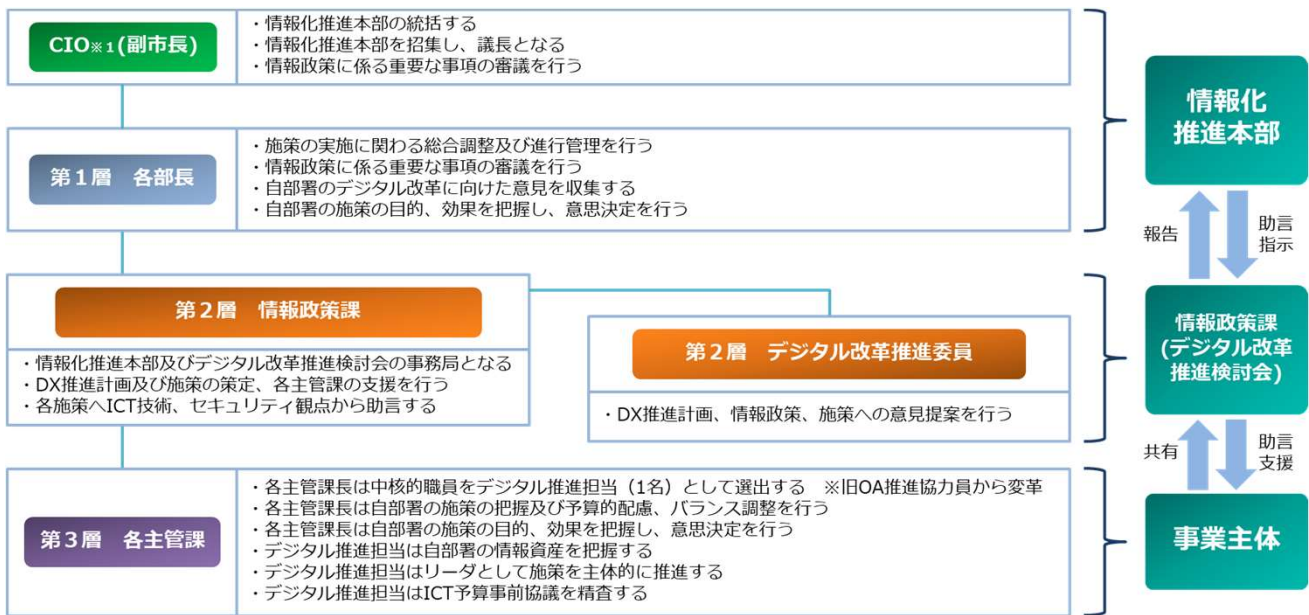 CIO※1(副市長)
・情報化推進本部の統括する
・情報化推進本部を招集し、議長となる
・情報政策に係る重要な事項の審議を行う
第1層　各部長
・施策の実施に関わる総合調整及び進行管理を行う
・情報政策に係る重要な事項の審議を行う
・自部署のデジタル改革に向けた意見を収集する
・自部署の施策の目的、効果を把握し、意思決定を行う
情報化
推進本部
報告
助言
指示
第2層　情報政策課
・情報化推進本部及びデジタル改革推進検討会の事務局となる
・DX推進計画及び施策の策定、各主管課の支援を行う
・各施策へICT技術、セキュリティ観点から助言する
第2層　デジタル改革推進委員
・DX推進計画、情報政策、施策への意見提案を行う
情報政策課
(デジタル改革
推進検討会)
共有
助言
支援
第3層　各主管課
・各主管課長は中核的職員をデジタル推進担当（1名）として選出する　※旧OA推進協力員から変革
・各主管課長は自部署の施策の把握及び予算的配慮、バランス調整を行う
・各主管課長は自部署の施策の目的、効果を把握し、意思決定を行う
・デジタル推進担当は自部署の情報資産を把握する
・デジタル推進担当はリーダとして施策を主体的に推進する
・デジタル推進担当はICT予算事前協議を精査する
事業主体